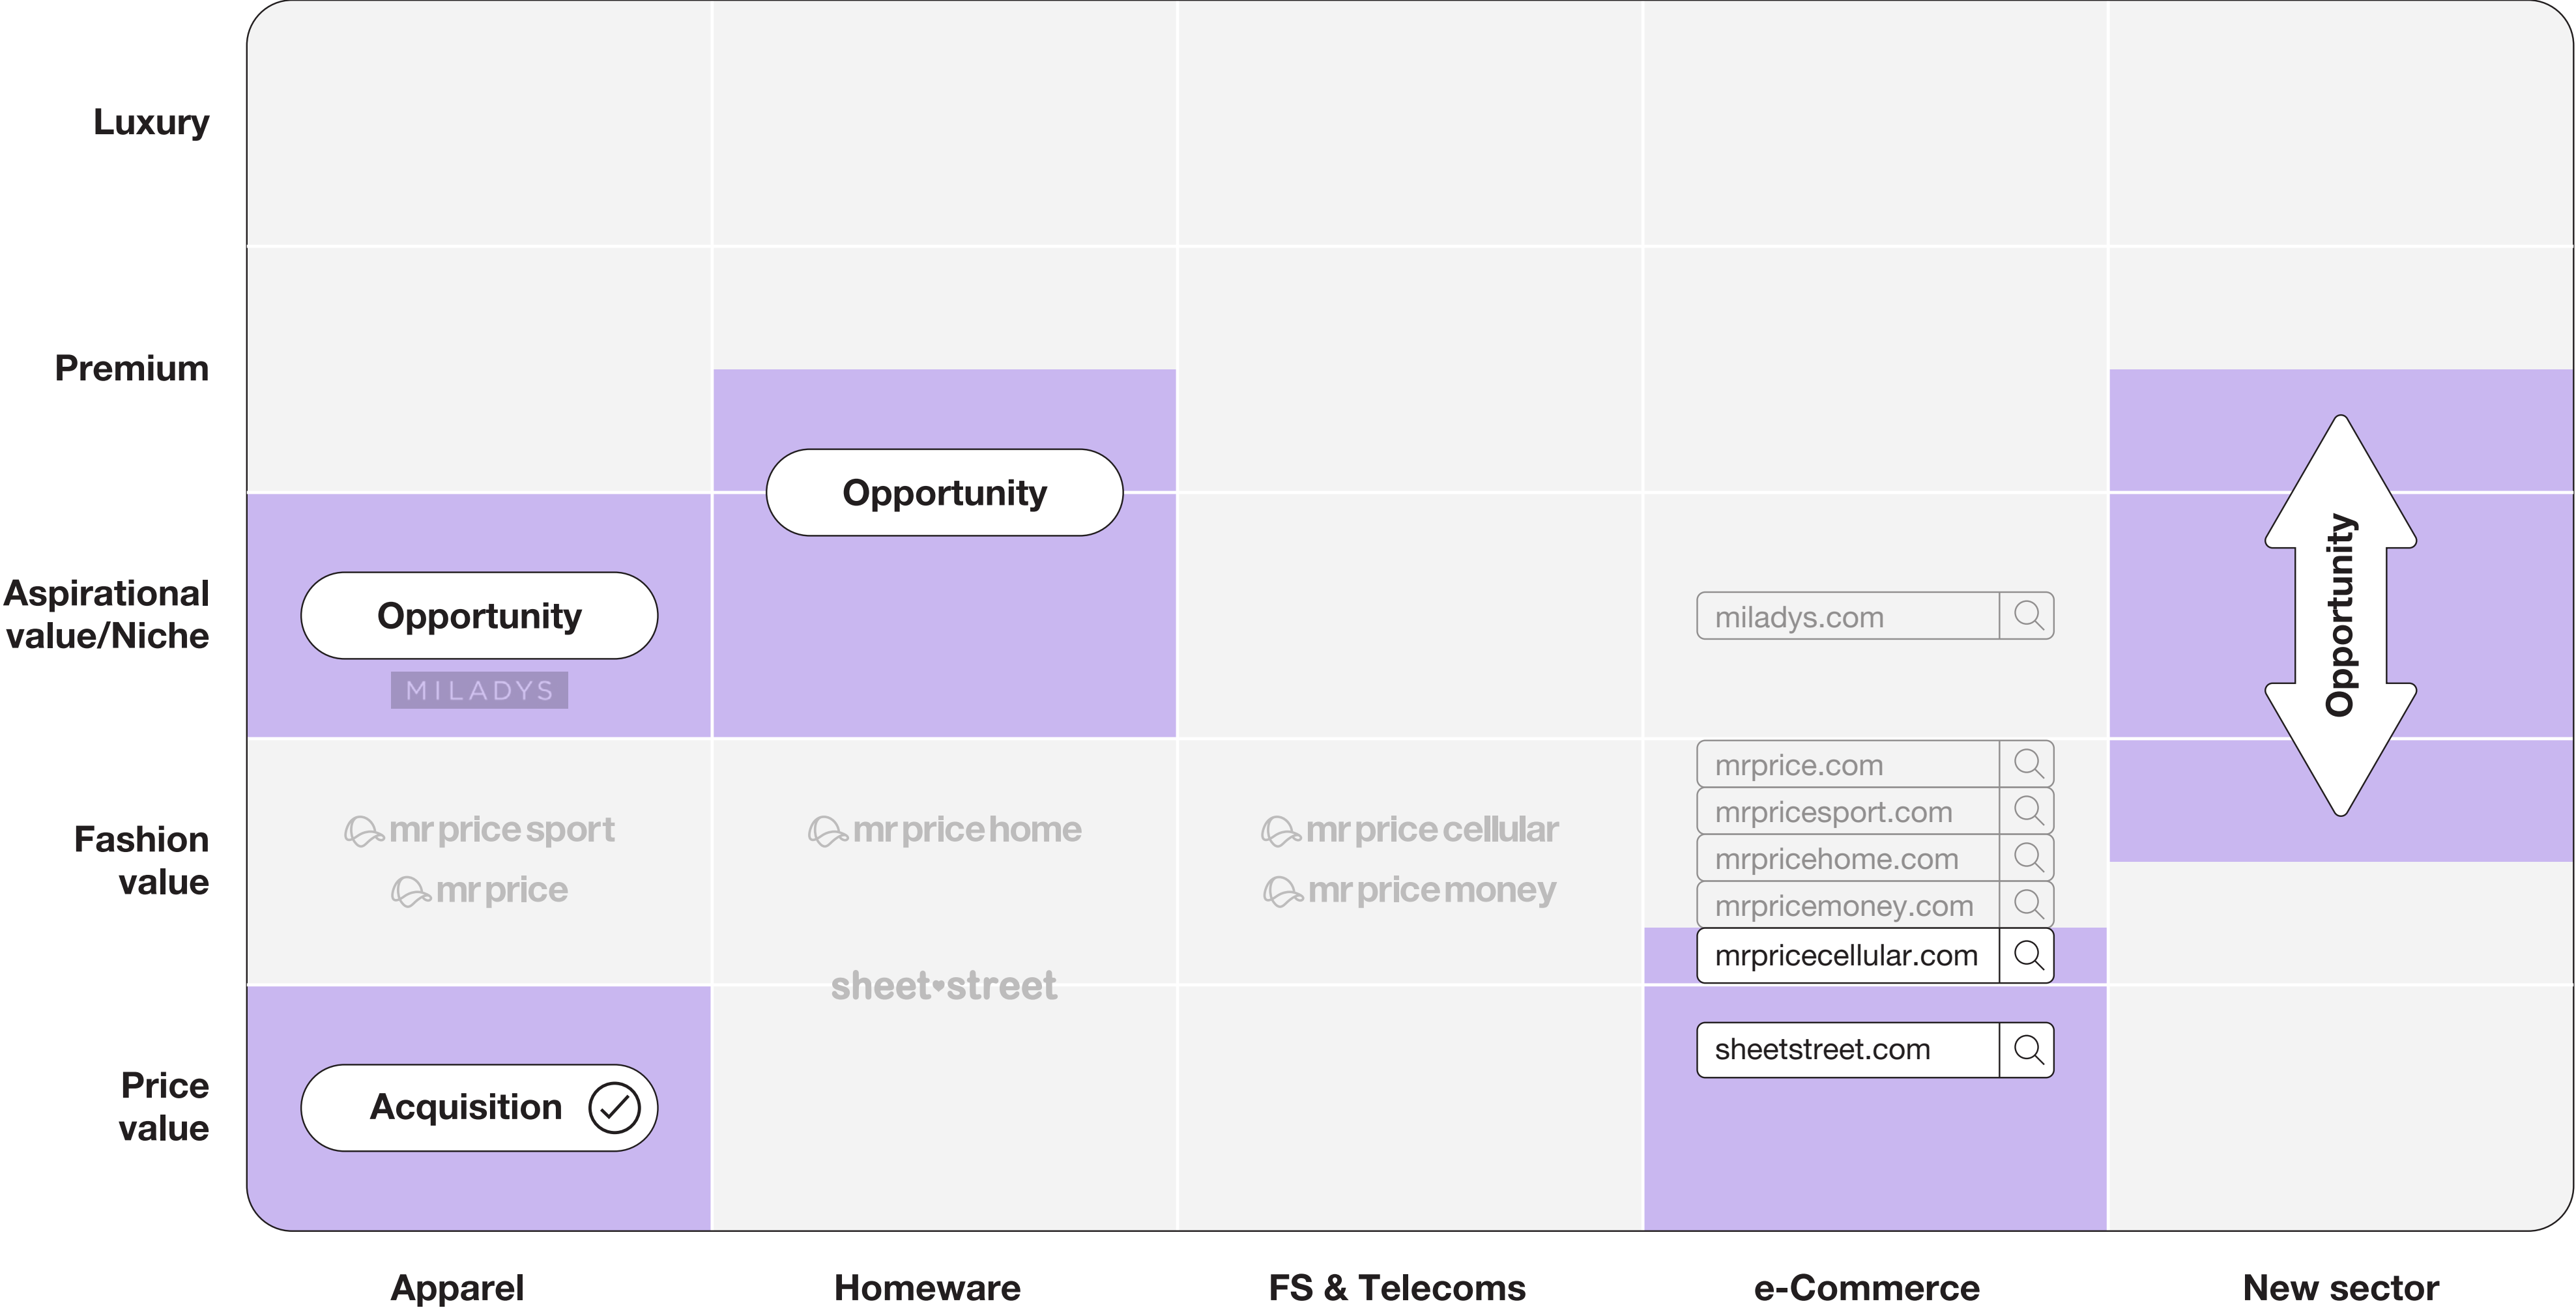 Luxury
Premium
Opportunity
Aspirational
value/Niche
Opportunity
MILADYS
miladys.com
Opportunity
Fashion
value
mr price sport
mr price
mr price home
mr price cellular
mr price money
mrprice.com
mrpricesport.com
mrpricehome.com
mrpricemoney.com
mrpricecellular.com
sheet street
Price
value
Acquisition
sheetstreet.com
Apparel
Homeware
FS & Telecoms
e-Commerce
New sector